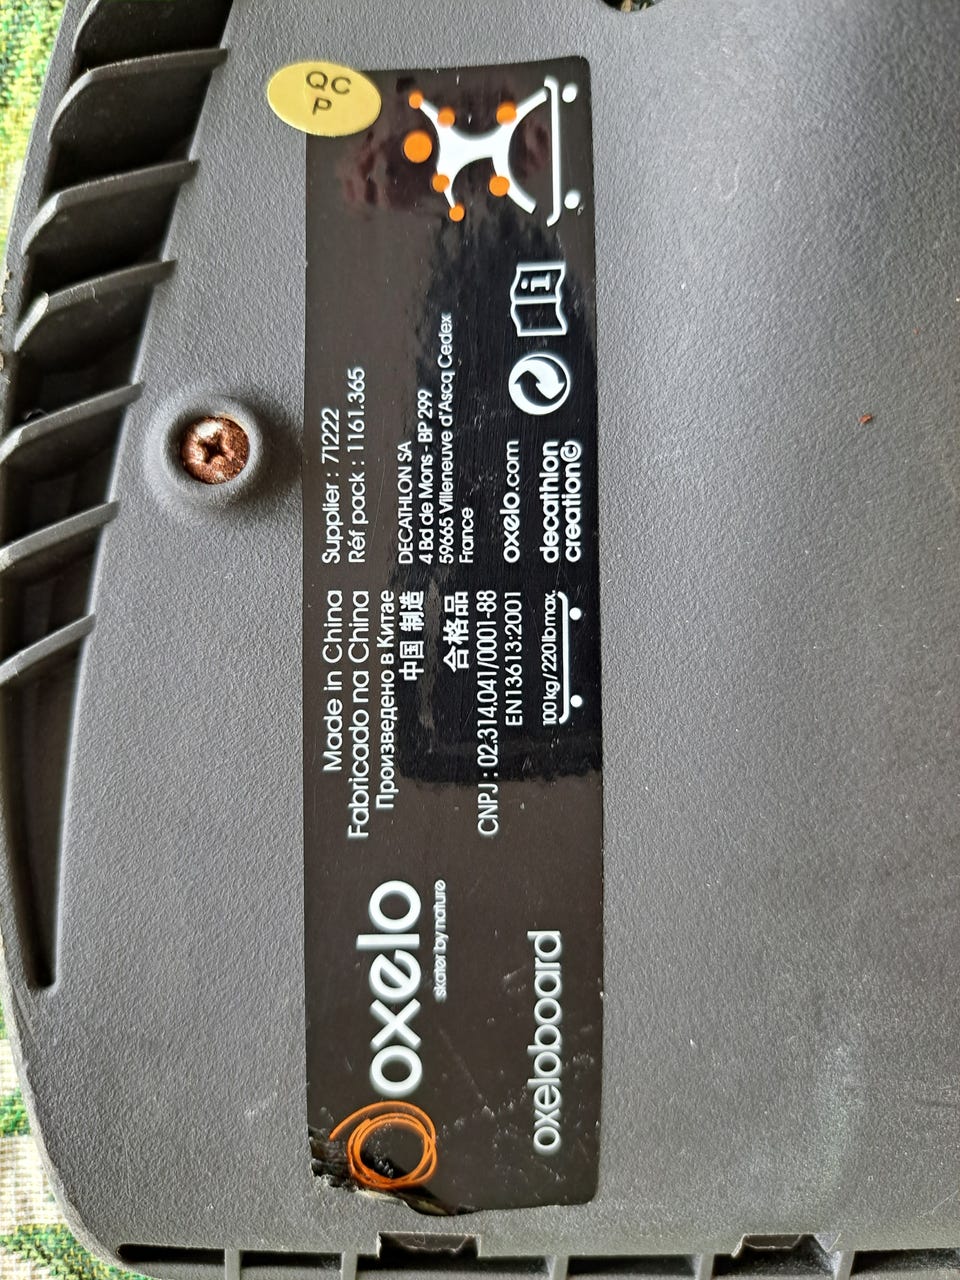 QC
P
oxelo
skater by nature
oxeloboard
Made in China
Fabricado na China
Произведено в Китае
中国 制造
合格品
CNPJ : 02.314.041/0001-88
EN13613:2001
100 kg / 220 lb max.
Supplier : 71222
Réf pack : 1161.365
DECATHLON SA
4 Bd de Mons - BP 299
59665 Villeneuve d'Ascq Cedex
France
oxelo.com
decathlon
creation©
i